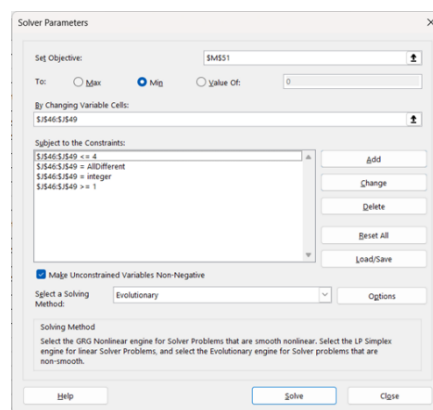 Solver Parameters
Set Objective: $M$51
To: Max Min Value Of: 0
By Changing Variable Cells:
$J$46:$J$49
Subject to the Constraints:
$J$46:$J$49 <= 4
$J$46:$J$49 = AllDifferent
$J$46:$J$49 = integer
$J$46:$J$49 >= 1
Add
Change
Delete
Reset All
Load/Save
Make Unconstrained Variables Non-Negative
Select a Solving Method: Evolutionary Options
Solving Method
Select the GRG Nonlinear engine for Solver Problems that are smooth nonlinear. Select the LP Simplex
engine for linear Solver Problems, and select the Evolutionary engine for Solver problems that are
non-smooth.
Help Solve Close